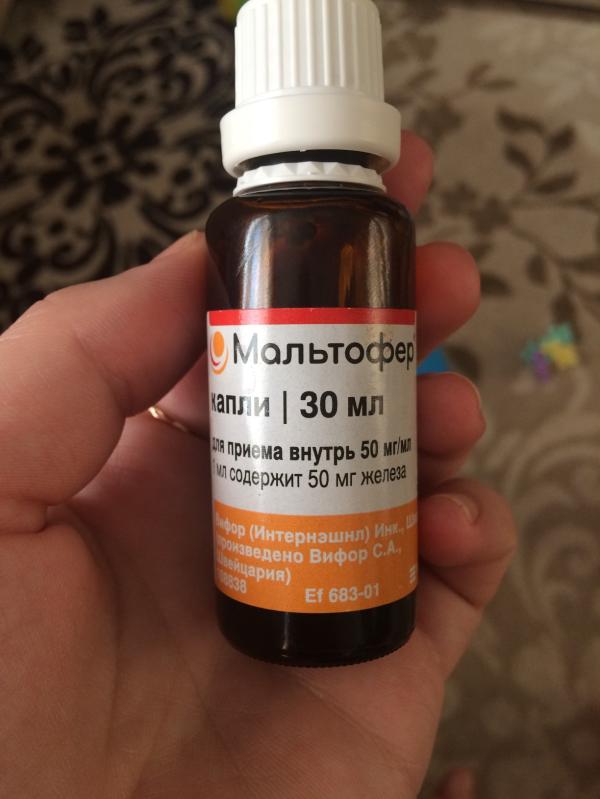 Мальтофер
капли | 30 мл
для приема внутрь 50 мг/мл
1 мл содержит 50 мг железа
Вифор (Интернэшнл) Инк.,
произведено Вифор С.А.,
Швейцария)
Ef 683-01